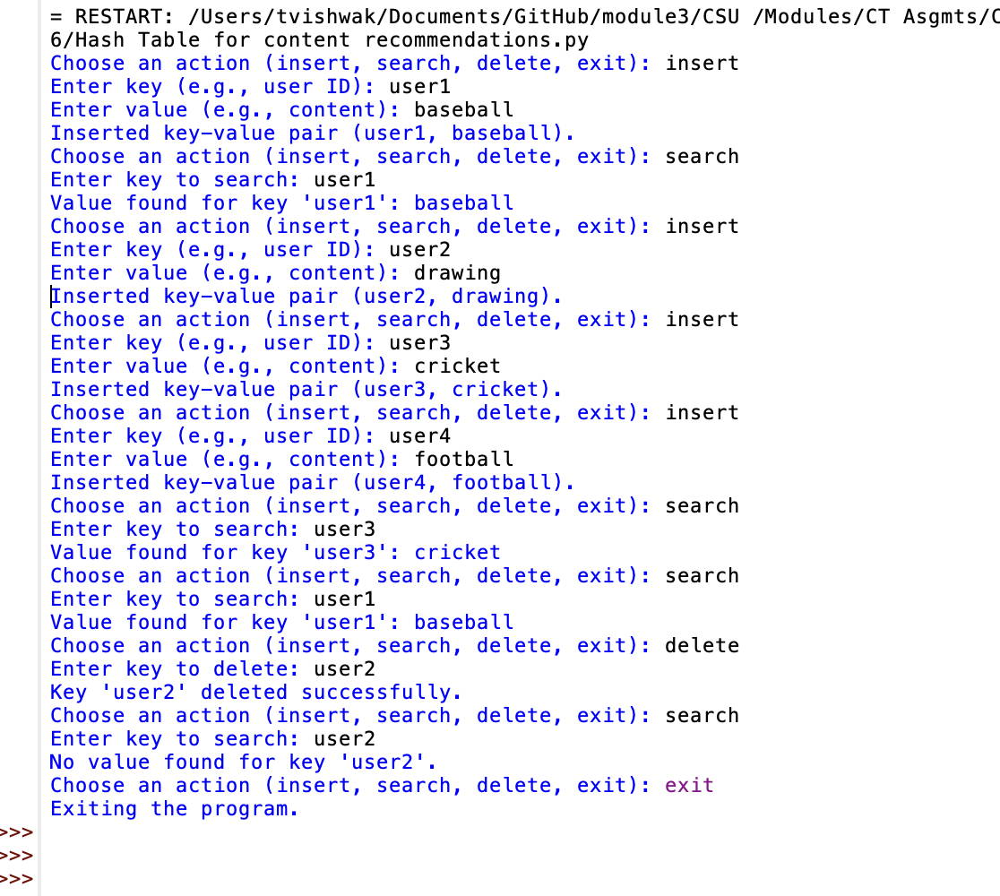 = RESTART: /Users/tvishwak/Documents/GitHub/module3/CSU /Modules/CT Asgmts/C
6/Hash Table for content recommendations.py
Choose an action (insert, search, delete, exit): insert
Enter key (e.g., user ID): user1
Enter value (e.g., content): baseball
Inserted key-value pair (user1, baseball).
Choose an action (insert, search, delete, exit): search
Enter key to search: user1
Value found for key 'user1': baseball
Choose an action (insert, search, delete, exit): insert
Enter key (e.g., user ID): user2
Enter value (e.g., content): drawing
Inserted key-value pair (user2, drawing).
Choose an action (insert, search, delete, exit): insert
Enter key (e.g., user ID): user3
Enter value (e.g., content): cricket
Inserted key-value pair (user3, cricket).
Choose an action (insert, search, delete, exit): insert
Enter key (e.g., user ID): user4
Enter value (e.g., content): football
Inserted key-value pair (user4, football).
Choose an action (insert, search, delete, exit): search
Enter key to search: user3
Value found for key 'user3': cricket
Choose an action (insert, search, delete, exit): search
Enter key to search: user1
Value found for key 'user1': baseball
Choose an action (insert, search, delete, exit): delete
Enter key to delete: user2
Key 'user2' deleted successfully.
Choose an action (insert, search, delete, exit): search
Enter key to search: user2
No value found for key 'user2'.
Choose an action (insert, search, delete, exit): exit
Exiting the program.
>>>
>>>
>>>